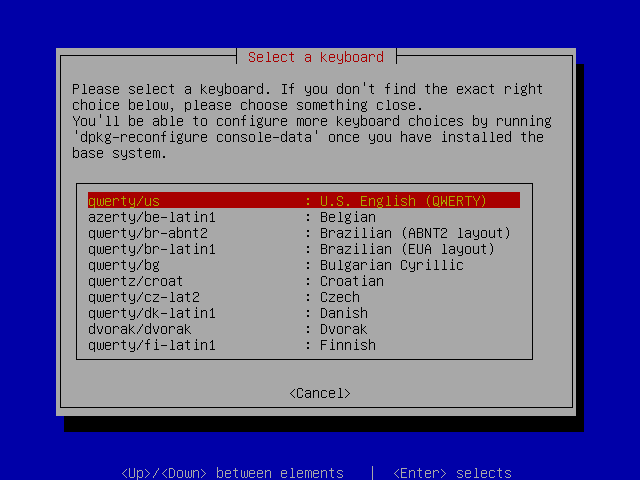 Select a keyboard
Please select a keyboard. If you don't find the exact right
choice below, please choose something close.
You'll be able to configure more keyboard choices by running
'dpkg-reconfigure console-data' once you have installed the
base system.
qwerty/us : U.S. English (QWERTY)
azerty/be-latin1 : Belgian
qwerty/br-abnt2 : Brazilian (ABNT2 layout)
qwerty/br-latin1 : Brazilian (EUA layout)
qwerty/bg : Bulgarian Cyrillic
qwertz/croat : Croatian
qwerty/cz-lat2 : Czech
qwerty/dk-latin1 : Danish
dvorak/dvorak : Dvorak
qwerty/fi-latin1 : Finnish
<Cancel>
<Up>/<Down> between elements | <Enter> selects